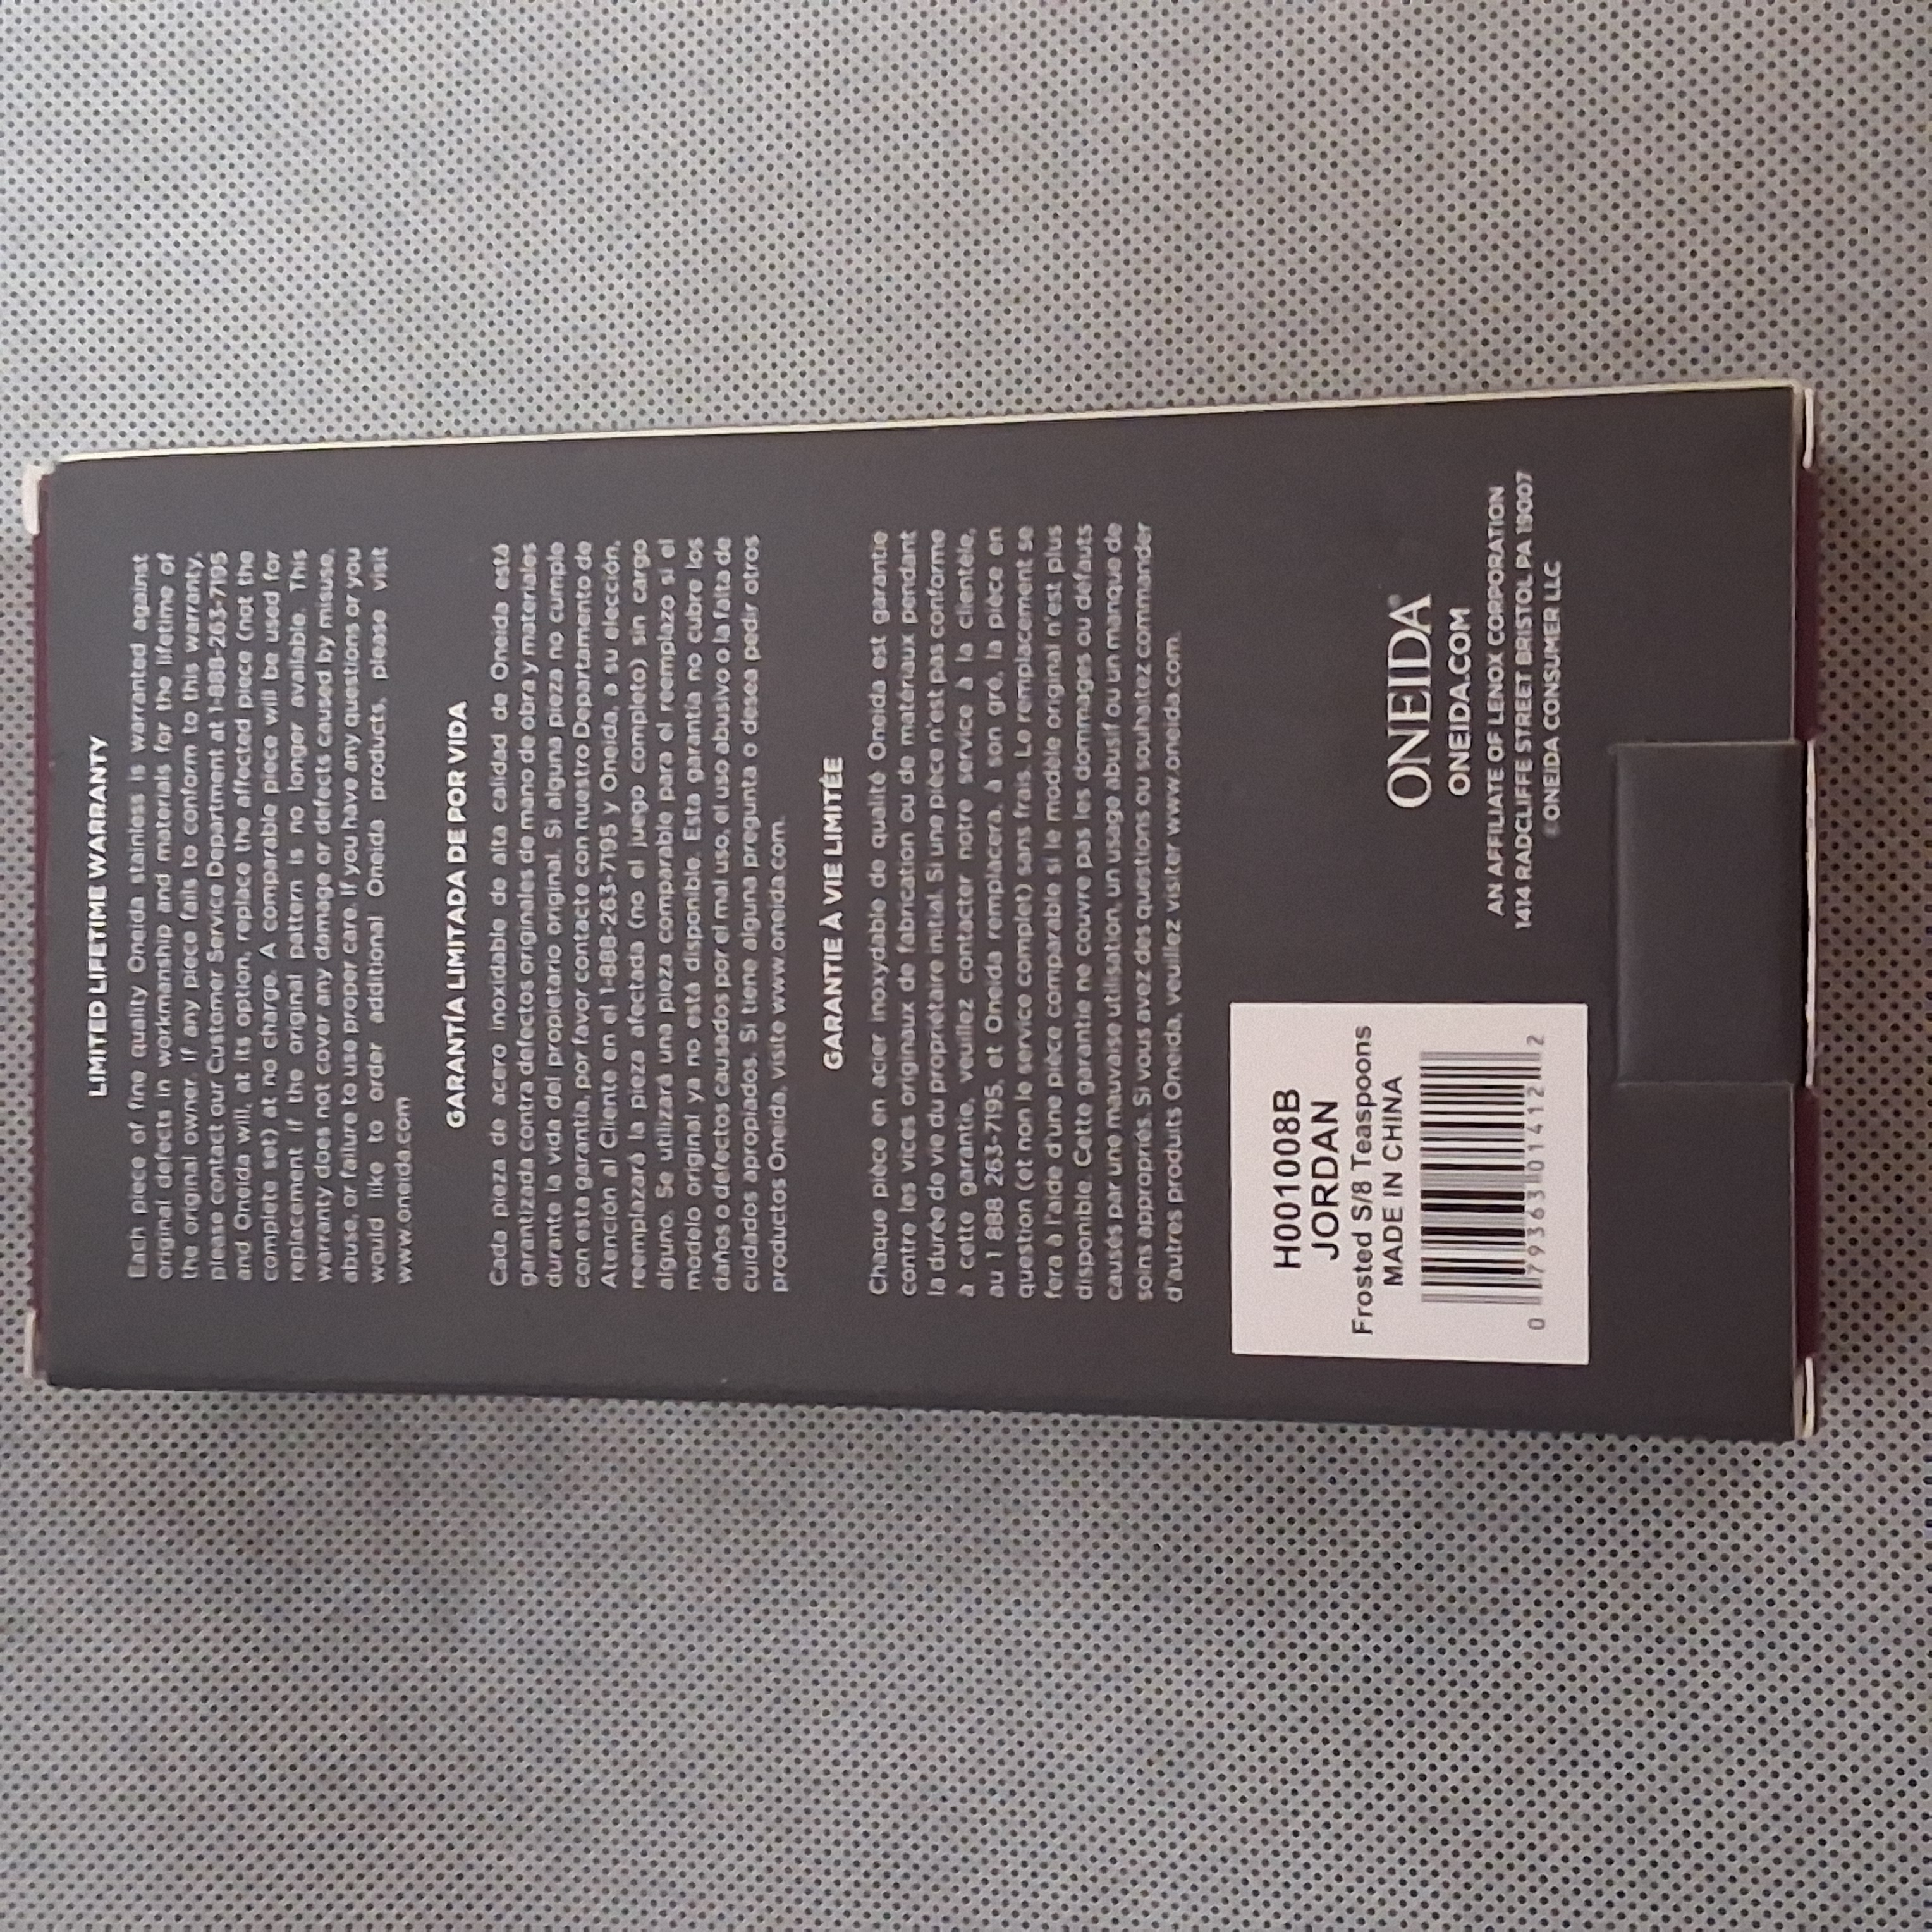 LIMITED LIFETIME WARRANTY
Each piece of fine quality Oneida stainless is warranted against
original defects in workmanship and materials for the lifetime of
the original owner. If any piece fails to conform to this warranty,
please contact our Customer Service Department at 1-888-263-7195
and Oneida will, at its option, replace the affected piece (not the
complete set) at no charge. A comparable piece will be used for
replacement if the original pattern is no longer available. This
warranty does not cover any damage or defects caused by misuse,
abuse, or failure to use proper care. If you have any questions or you
would like to order additional Oneida products, please visit
www.oneida.com
GARANTÍA LIMITADA DE POR VIDA
Cada pieza de acero inoxidable de alta calidad de Oneida está
garantizada contra defectos originales de mano de obra y materiales
durante la vida del propietario original. Si alguna pieza no cumple
con esta garantía, por favor contacte con nuestro Departamento de
Atención al Cliente en el 1-888-263-7195 y Oneida, a su elección,
reemplazará la pieza afectada (no el juego completo) sin cargo
alguno. Se utilizará una pieza comparable para el reemplazo si el
modelo original ya no está disponible. Esta garantía no cubre los
daños o defectos causados por el mal uso, el uso abusivo o la falta de
cuidados apropiados. Si tiene alguna pregunta o desea pedir otros
productos Oneida, visite www.oneida.com.
GARANTIE À VIE LIMITÉE
Chaque pièce en acier inoxydable de qualité Oneida est garantie
contre les vices originaux de fabrication ou de matériaux pendant
la durée de vie du propriétaire initial. Si une pièce n'est pas conforme
à cette garantie, veuillez contacter notre service à la clientèle,
au 1 888 263-7195, et Oneida remplacera, à son gré, la pièce en
question (et non le service complet) sans frais. Le remplacement se
fera à l'aide d'une pièce comparable si le modèle original n'est plus
disponible. Cette garantie ne couvre pas les dommages ou défauts
causés par une mauvaise utilisation, un usage abusif ou un manque de
soins appropriés. Si vous avez des questions ou souhaitez commander
d'autres produits Oneida, veuillez visiter www.oneida.com.
H001008B
JORDAN
Frosted S/8 Teaspoons
MADE IN CHINA
0 79363 01412 2
ONEIDA®
ONEIDA.COM
AN AFFILIATE OF LENOX CORPORATION
1414 RADCLIFFE STREET BRISTOL PA 19007
©ONEIDA CONSUMER LLC